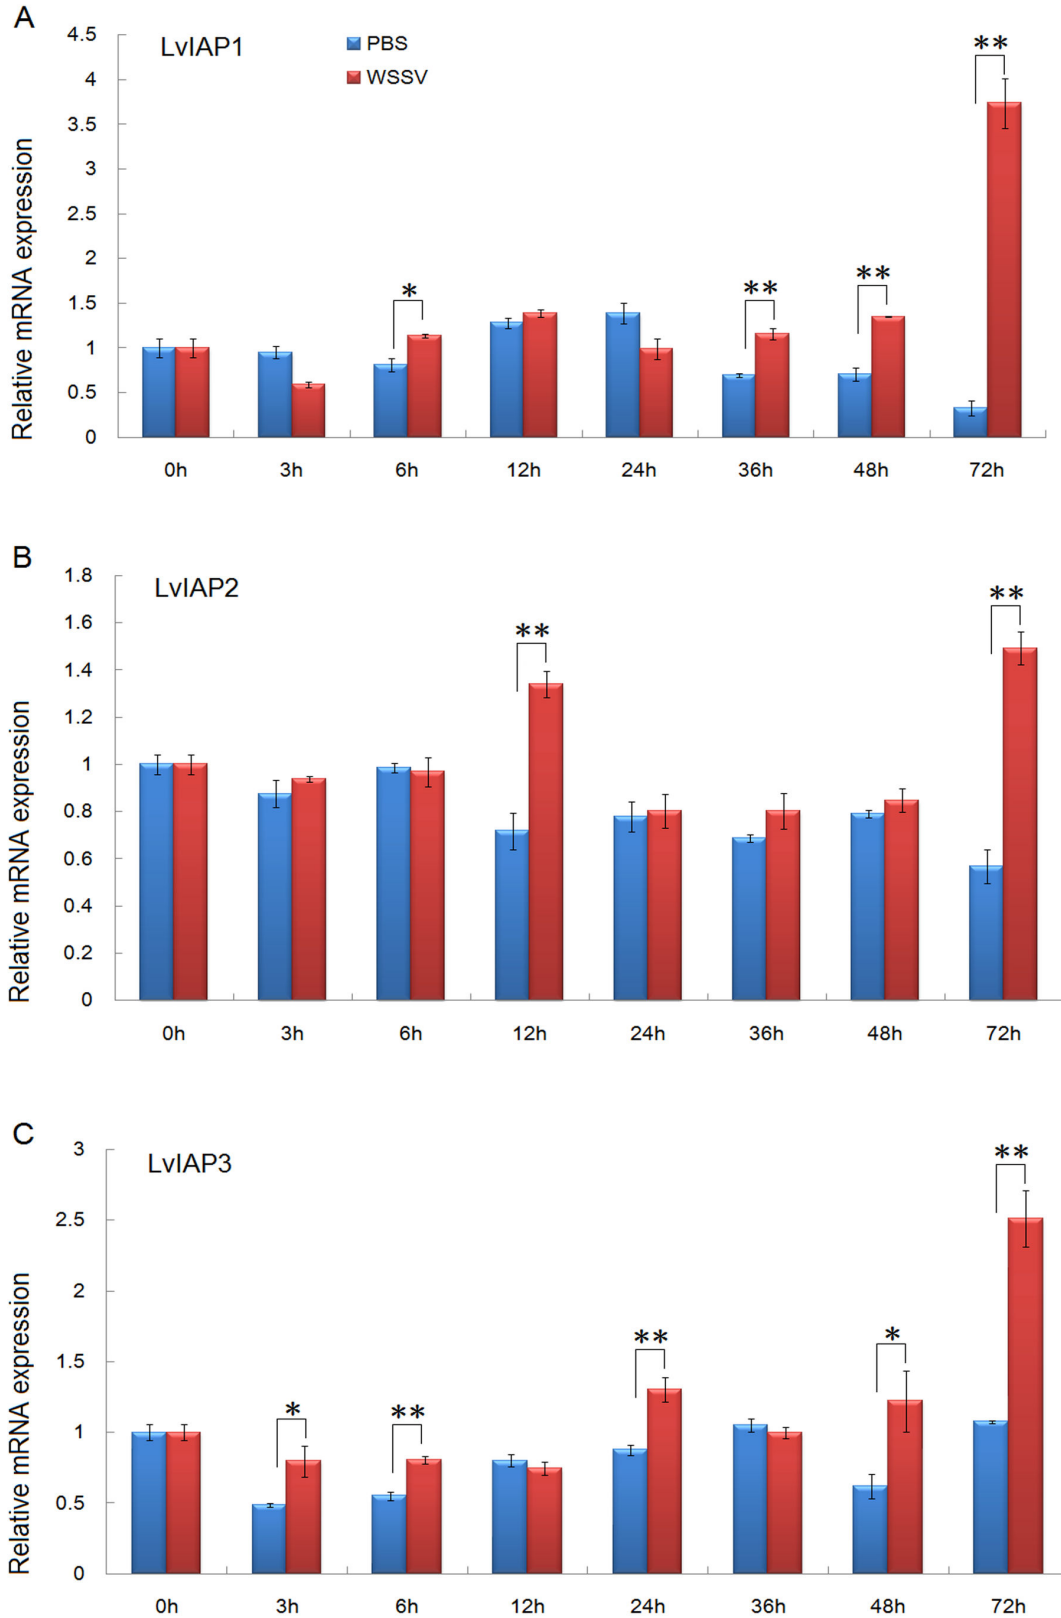 A
LvIAP1
PBS
WSSV
Relative mRNA expression
4.5
4
3.5
3
2.5
2
1.5
1
0.5
0
*
**
**
**
0h 3h 6h 12h 24h 36h 48h 72h
B
LvIAP2
Relative mRNA expression
1.8
1.6
1.4
1.2
1
0.8
0.6
0.4
0.2
0
**
**
0h 3h 6h 12h 24h 36h 48h 72h
C
LvIAP3
Relative mRNA expression
3
2.5
2
1.5
1
0.5
0
*
**
**
*
**
0h 3h 6h 12h 24h 36h 48h 72h